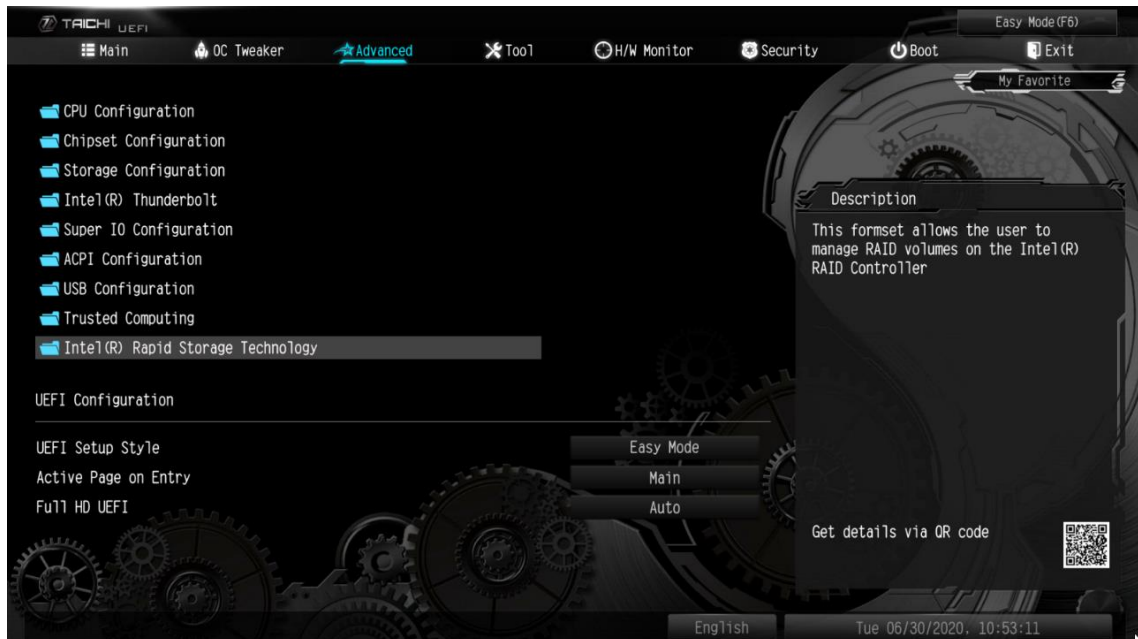 TAICHI UEFI
Easy Mode(F6)
Main OC Tweaker Advanced Tool H/W Monitor Security Boot Exit
My Favorite
CPU Configuration
Chipset Configuration
Storage Configuration
Intel(R) Thunderbolt
Super IO Configuration
ACPI Configuration
USB Configuration
Trusted Computing
Intel(R) Rapid Storage Technology
UEFI Configuration
UEFI Setup Style Easy Mode
Active Page on Entry Main
Full HD UEFI Auto
Description
This formset allows the user to
manage RAID volumes on the Intel(R)
RAID Controller
Get details via QR code
English
Tue 06/30/2020. 10:53:11